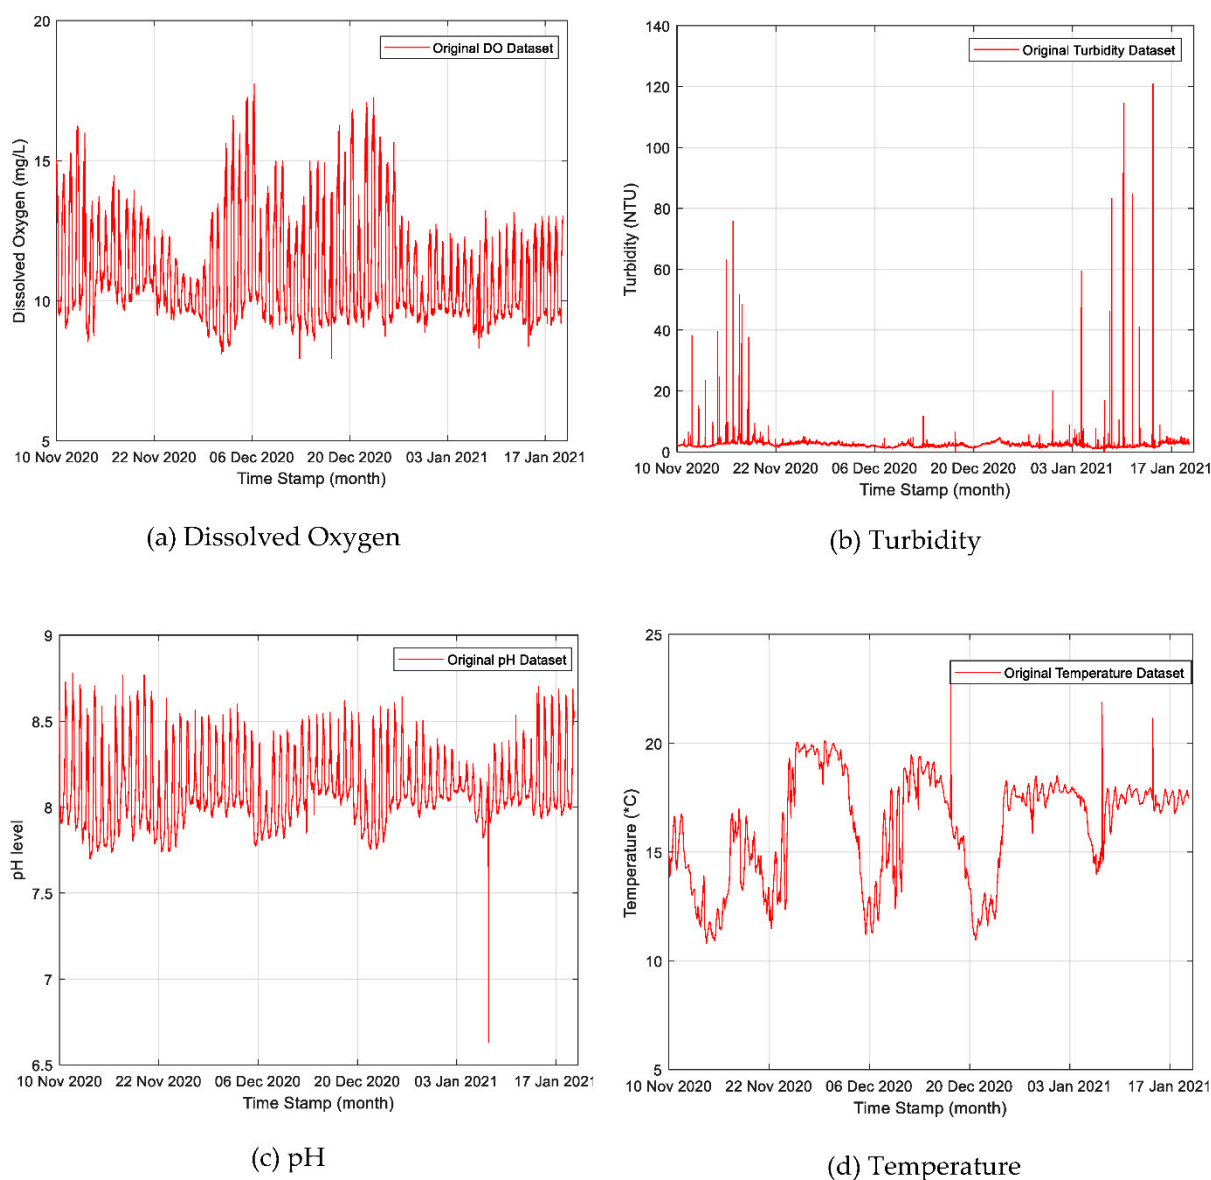 20
15
10
5
Dissolved Oxygen (mg/L)
Original DO Dataset
10 Nov 2020 22 Nov 2020 06 Dec 2020 20 Dec 2020 03 Jan 2021 17 Jan 2021
Time Stamp (month)
(a) Dissolved Oxygen
140
120
100
80
60
40
20
0
Turbidity (NTU)
Original Turbidity Dataset
10 Nov 2020 22 Nov 2020 06 Dec 2020 20 Dec 2020 03 Jan 2021 17 Jan 2021
Time Stamp (month)
(b) Turbidity
9
8.5
8
7.5
7
6.5
pH level
Original pH Dataset
10 Nov 2020 22 Nov 2020 06 Dec 2020 20 Dec 2020 03 Jan 2021 17 Jan 2021
Time Stamp (month)
(c) pH
25
20
15
10
5
Temperature (*C)
Original Temperature Dataset
10 Nov 2020 22 Nov 2020 06 Dec 2020 20 Dec 2020 03 Jan 2021 17 Jan 2021
Time Stamp (month)
(d) Temperature